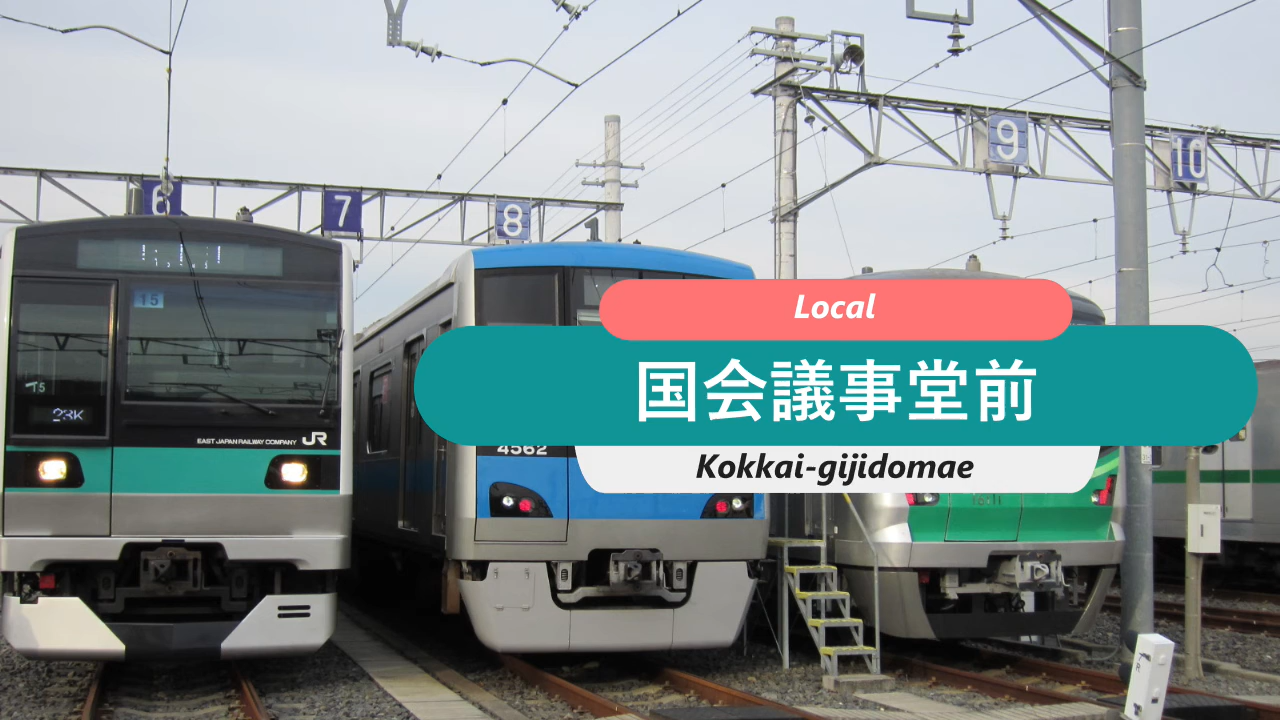 6
7
8
9
10
15
T5
23K
EAST JAPAN RAILWAY COMPANY JR
4562
Local
国会議事堂前
Kokkai-gijidomae